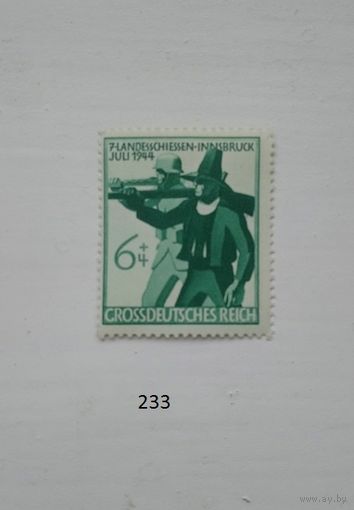 7·LANDESSCHIESSEN·INNSBRUCK
JULI 1944
6+4
GROSSDEUTSCHES REICH
233
www.ay.by